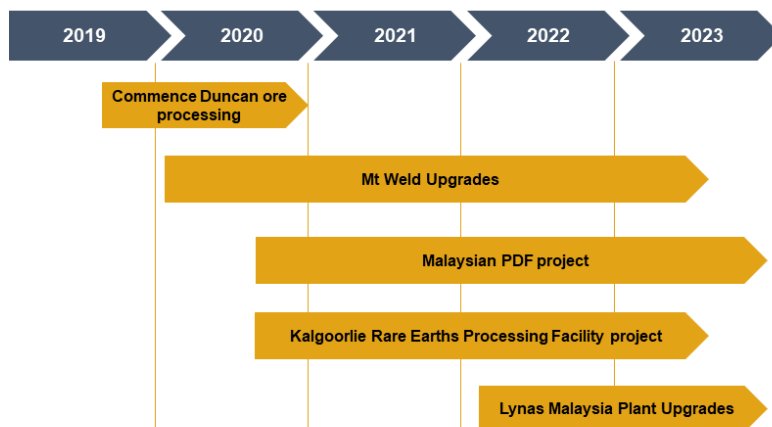 2019
2020
2021
2022
2023
Commence Duncan ore
processing
Mt Weld Upgrades
Malaysian PDF project
Kalgoorlie Rare Earths Processing Facility project
Lynas Malaysia Plant Upgrades